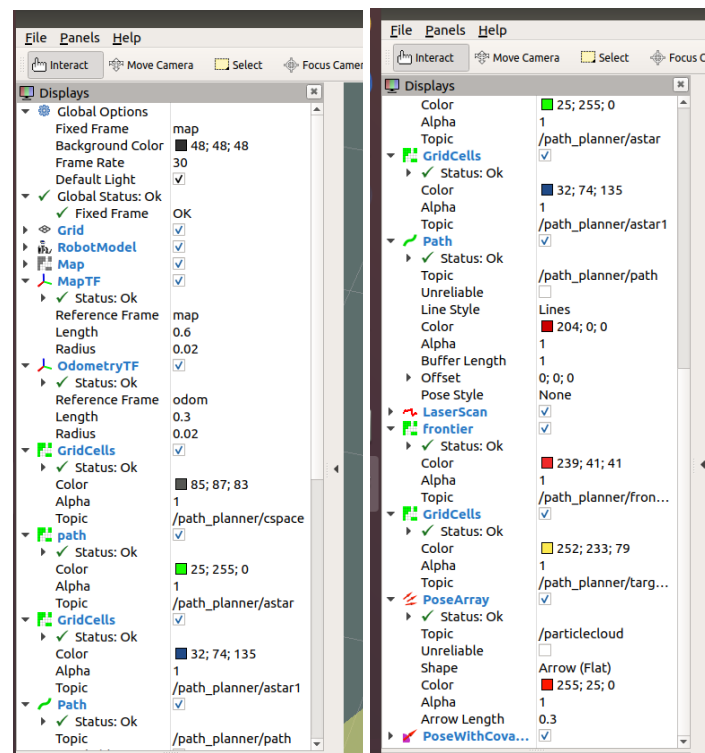 File Panels Help
Interact Move Camera Select Focus Camer
Displays
Global Options
Fixed Frame map
Background Color 48; 48; 48
Frame Rate 30
Default Light
Global Status: Ok
Fixed Frame OK
Grid
RobotModel
Map
MapTF
Status: Ok
Reference Frame map
Length 0.6
Radius 0.02
OdometryTF
Status: Ok
Reference Frame odom
Length 0.3
Radius 0.02
GridCells
Status: Ok
Color 85; 87; 83
Alpha 1
Topic /path_planner/cspace
path
Status: Ok
Color 25; 255; 0
Alpha 1
Topic /path_planner/astar
GridCells
Status: Ok
Color 32; 74; 135
Alpha 1
Topic /path_planner/astar1
Path
Status: Ok
Topic /path_planner/path
File Panels Help
Interact Move Camera Select Focus C
Displays
Color 25; 255; 0
Alpha 1
Topic /path_planner/astar
GridCells
Status: Ok
Color 32; 74; 135
Alpha 1
Topic /path_planner/astar1
Path
Status: Ok
Topic /path_planner/path
Unreliable
Line Style Lines
Color 204; 0; 0
Alpha 1
Buffer Length 1
Offset 0; 0; 0
Pose Style None
LaserScan
frontier
Status: Ok
Color 239; 41; 41
Alpha 1
Topic /path_planner/fron...
GridCells
Status: Ok
Color 252; 233; 79
Alpha 1
Topic /path_planner/targ...
PoseArray
Status: Ok
Topic /particlecloud
Unreliable
Shape Arrow (Flat)
Color 255; 25; 0
Alpha 1
Arrow Length 0.3
PoseWithCova...